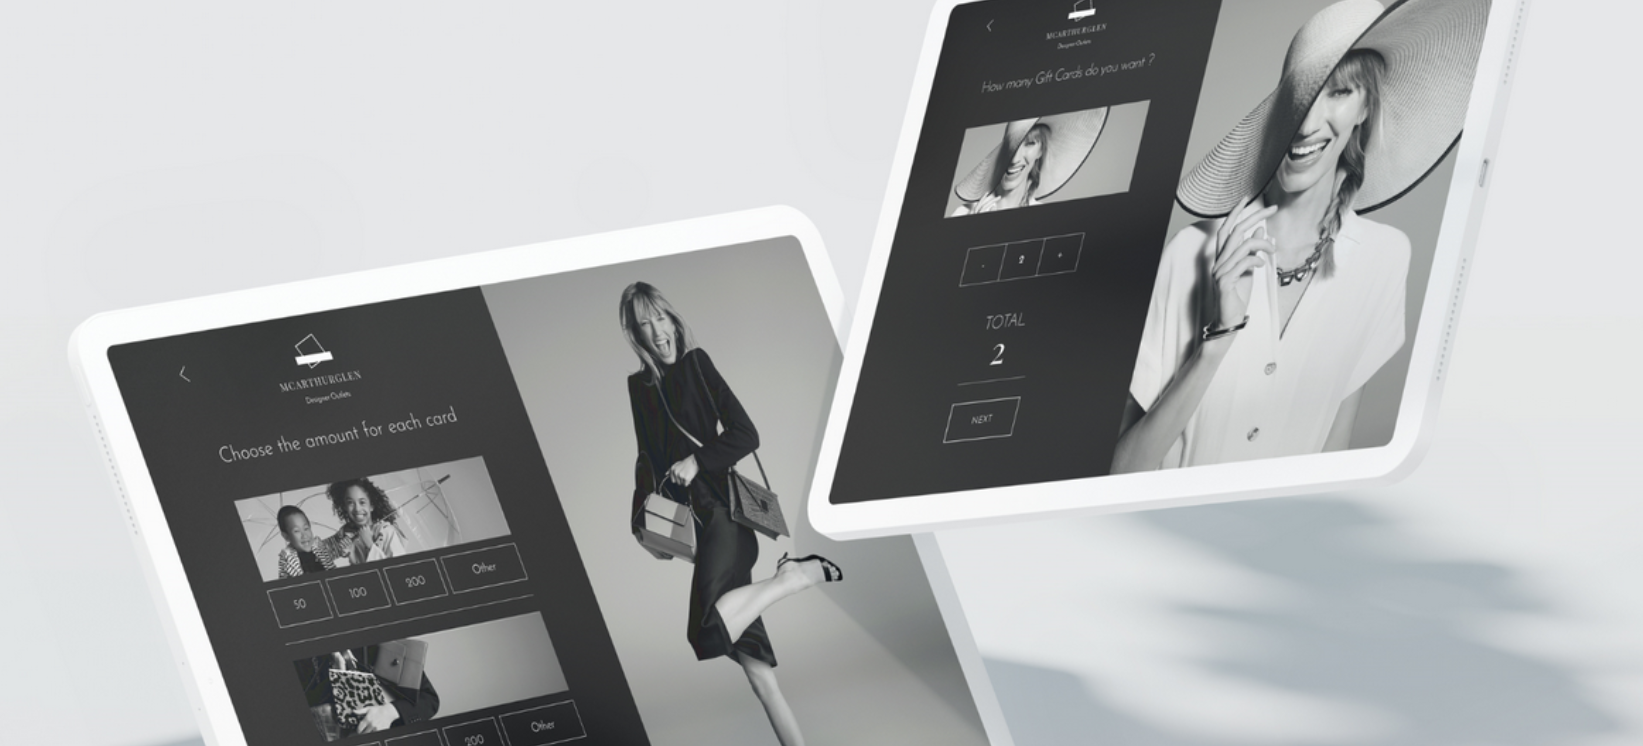 MCARTHURGLEN
Designer Outlets
Choose the amount for each card
50 100 200 Other
200 Other
MCARTHURGLEN
Designer Outlets
How many Gift Cards do you want ?
- 2 +
TOTAL
2
NEXT